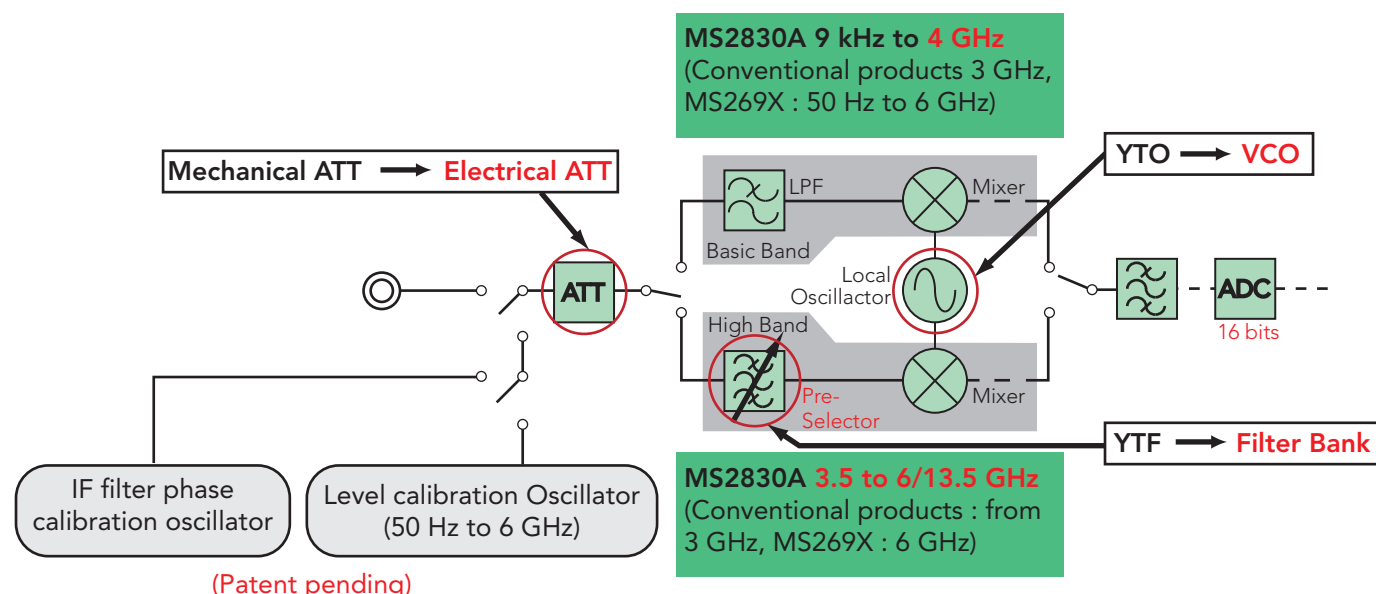 MS2830A 9 kHz to 4 GHz
(Conventional products 3 GHz,
MS269X : 50 Hz to 6 GHz)
Mechanical ATT → Electrical ATT
YTO → VCO
LPF
Mixer
Basic Band
Local
Oscillactor
ATT
ADC
16 bits
High Band
Pre-
Selector
Mixer
YTF → Filter Bank
IF filter phase
calibration oscillator
Level calibration Oscillator
(50 Hz to 6 GHz)
(Patent pending)
MS2830A 3.5 to 6/13.5 GHz
(Conventional products : from
3 GHz, MS269X : 6 GHz)